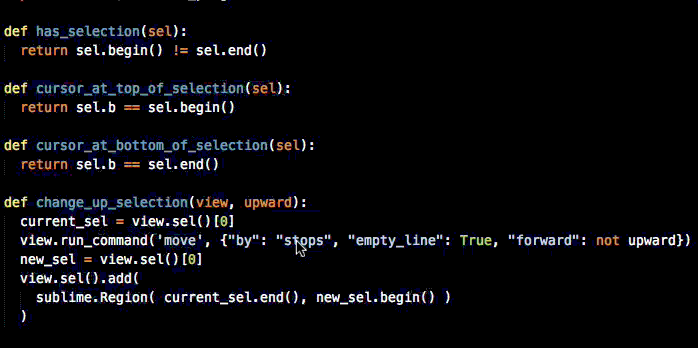 def has_selection(sel):
  return sel.begin() != sel.end()
def cursor_at_top_of_selection(sel):
  return sel.b == sel.begin()
def cursor_at_bottom_of_selection(sel):
  return sel.b == sel.end()
def change_up_selection(view, upward):
  current_sel = view.sel()[0]
  view.run_command('move', {"by": "stops", "empty_line": True, "forward": not upward})
  new_sel = view.sel()[0]
  view.sel().add(
    sublime.Region( current_sel.end(), new_sel.begin() )
  )